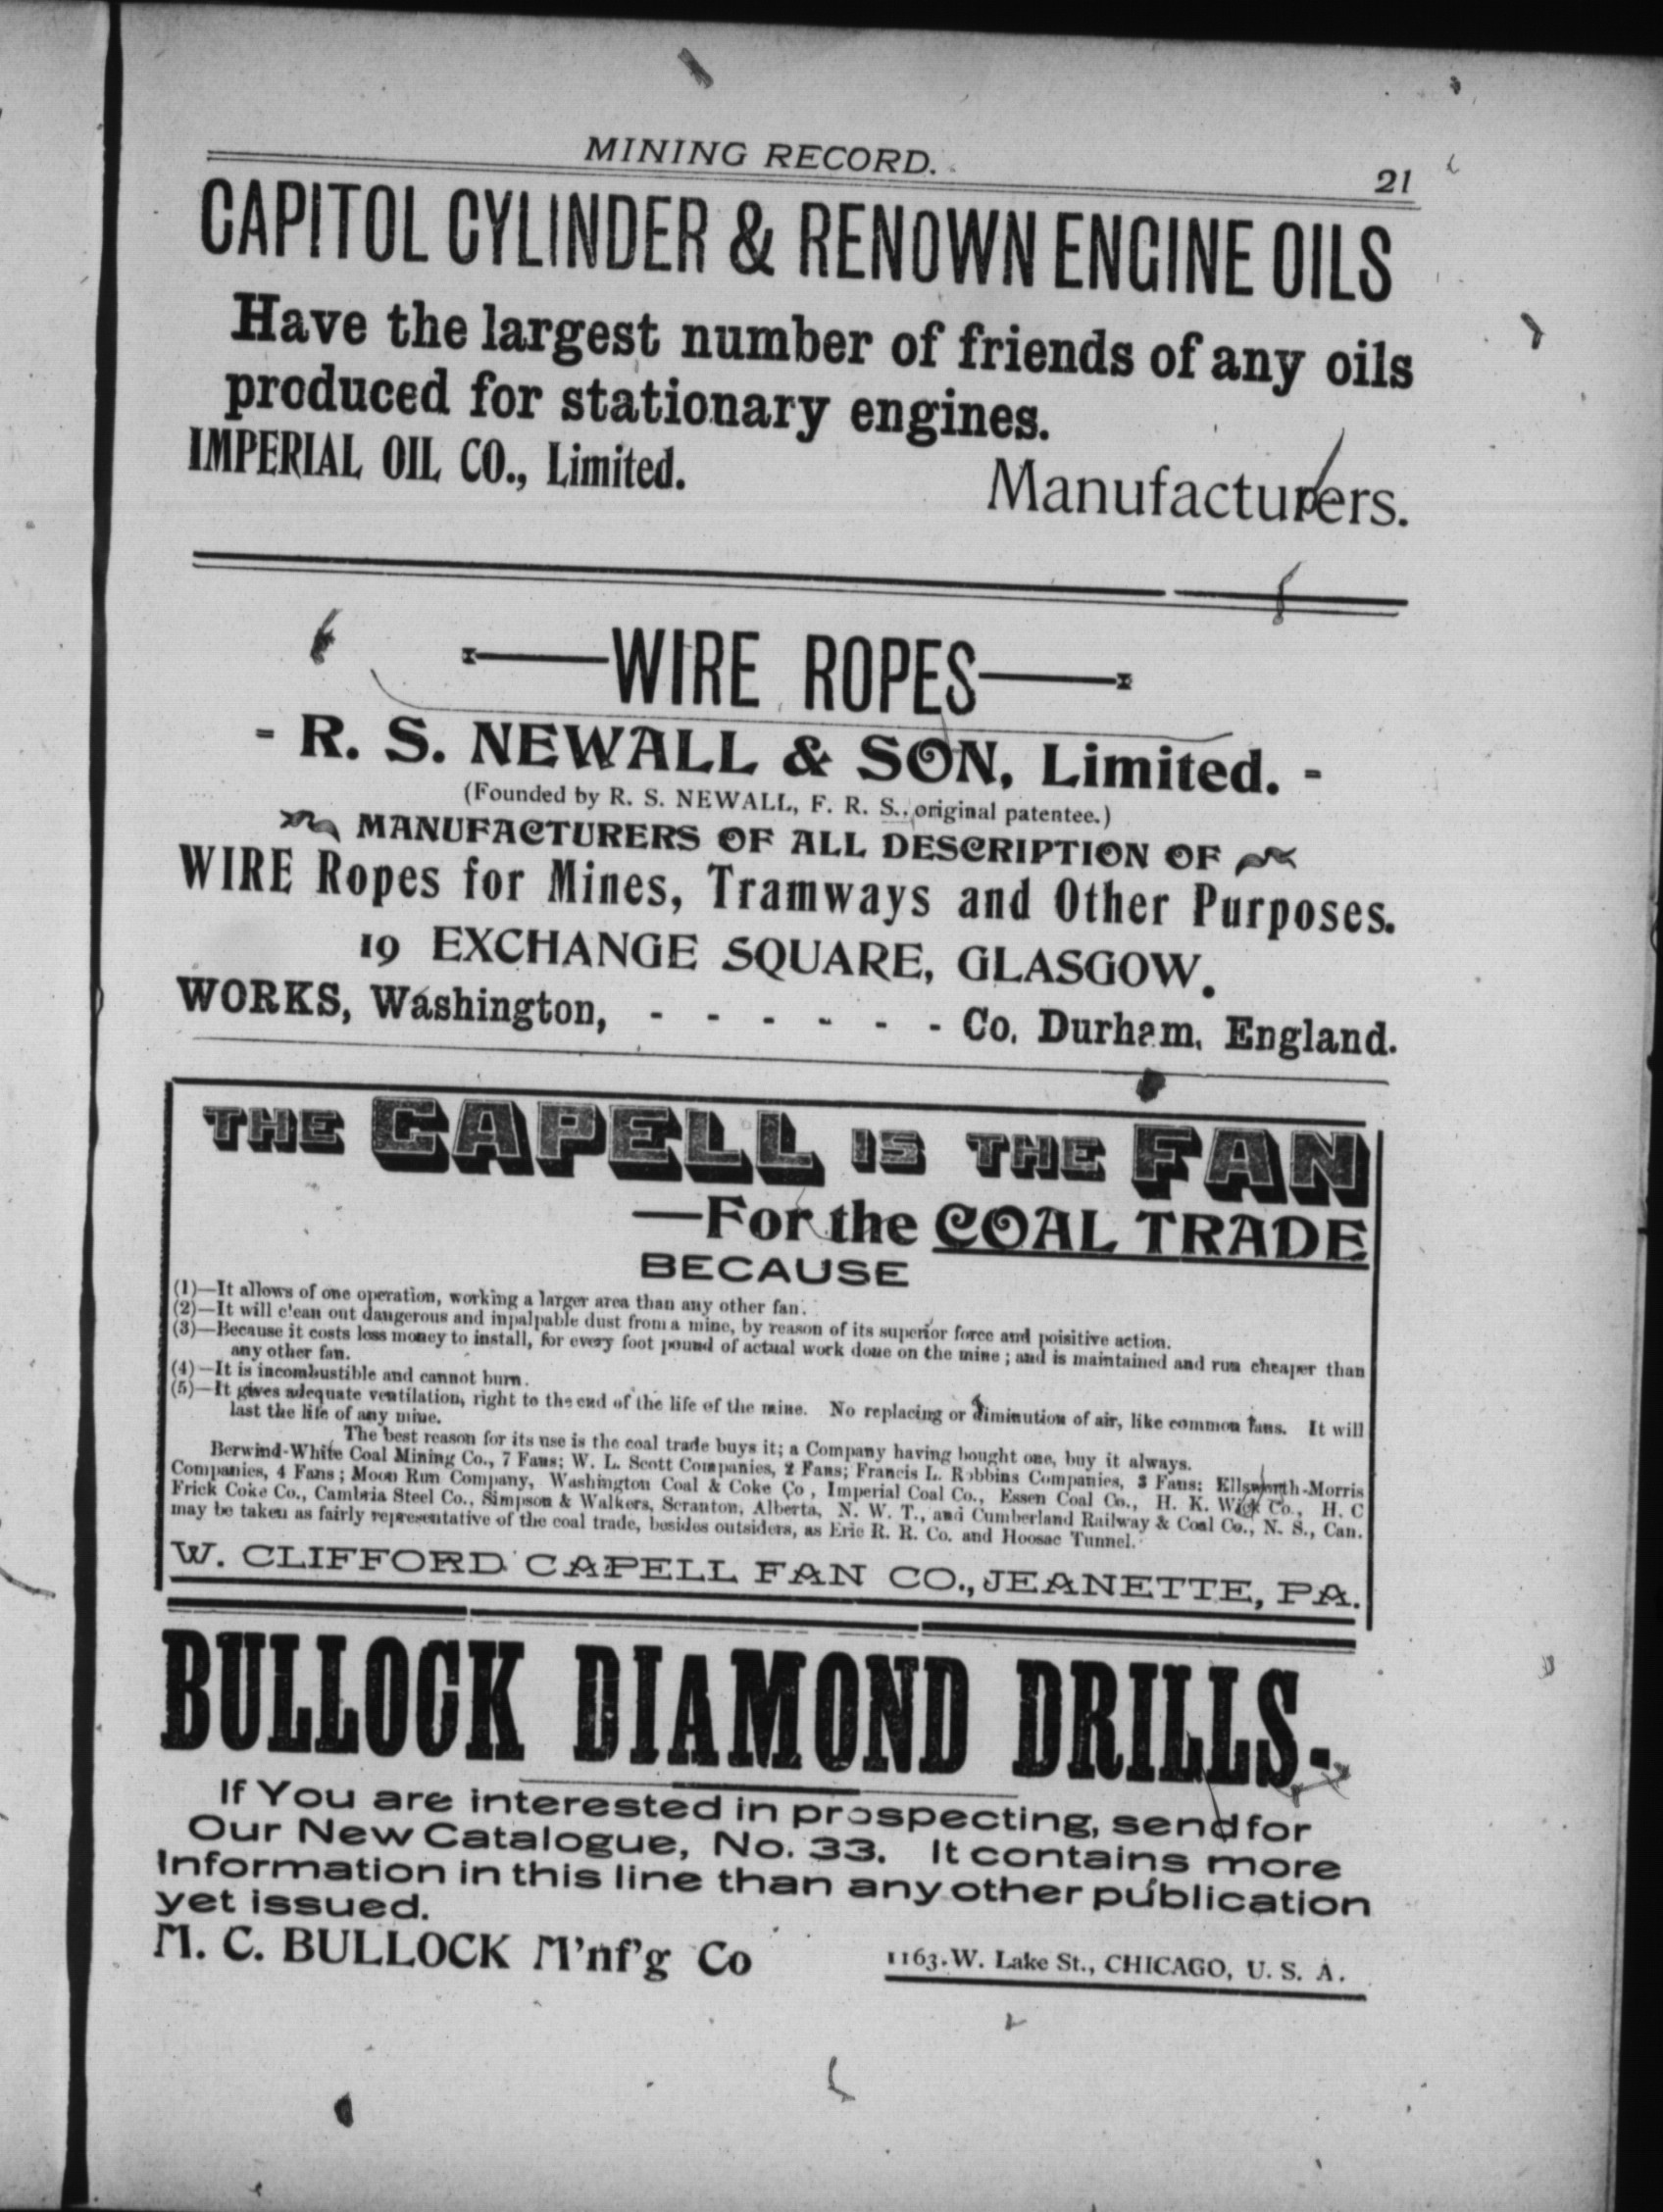 MINING RECORD.
21
CAPITOL CYLINDER & RENOWN ENGINE OILS
Have the largest number of friends of any oils
produced for stationary engines.
IMPERIAL OIL CO., Limited.
Manufacturers.
WIRE ROPES
- R. S. NEWALL & SON, Limited. -
(Founded by R. S. NEWALL, F. R. S., original patentee.)
MANUFACTURERS OF ALL DESCRIPTION OF
WIRE Ropes for Mines, Tramways and Other Purposes.
19 EXCHANGE SQUARE, GLASGOW.
WORKS, Washington, - - - - - - Co. Durham, England.
THE CAPELL IS THE FAN
—For the COAL TRADE
BECAUSE
(1)—It allows of one operation, working a larger area than any other fan.
(2)—It will clean out dangerous and inpalpable dust from a mine, by reason of its superior force and poisitive action.
(3)—Because it costs less money to install, for every foot pound of actual work done on the mine ; and is maintained and run cheaper than
any other fan.
(4)—It is incombustible and cannot burn.
(5)—It gives adequate ventilation, right to the end of the life of the mine. No replacing or diminution of air, like common fans. It will
last the life of any mine.
The best reason for its use is the coal trade buys it; a Company having bought one, buy it always.
Berwind-White Coal Mining Co., 7 Fans; W. L. Scott Companies, 2 Fans; Francis L. Robbins Companies, 3 Fans; Ellsworth-Morris
Companies, 4 Fans ; Moon Run Company, Washington Coal & Coke Co , Imperial Coal Co., Essen Coal Co., H. K. Wick Co., H. C
Frick Coke Co., Cambria Steel Co., Simpson & Walkers, Scranton, Alberta, N. W. T., and Cumberland Railway & Coal Co., N. S., Can.
may be taken as fairly representative of the coal trade, besides outsiders, as Erie R. R. Co. and Hoosac Tunnel.
W. CLIFFORD CAPELL FAN CO., JEANETTE, PA.
BULLOCK DIAMOND DRILLS.
If You are interested in prospecting, send for
Our New Catalogue, No. 33. It contains more
Information in this line than any other publication
yet issued.
M. C. BULLOCK M'nf'g Co
1163 W. Lake St., CHICAGO, U. S. A.